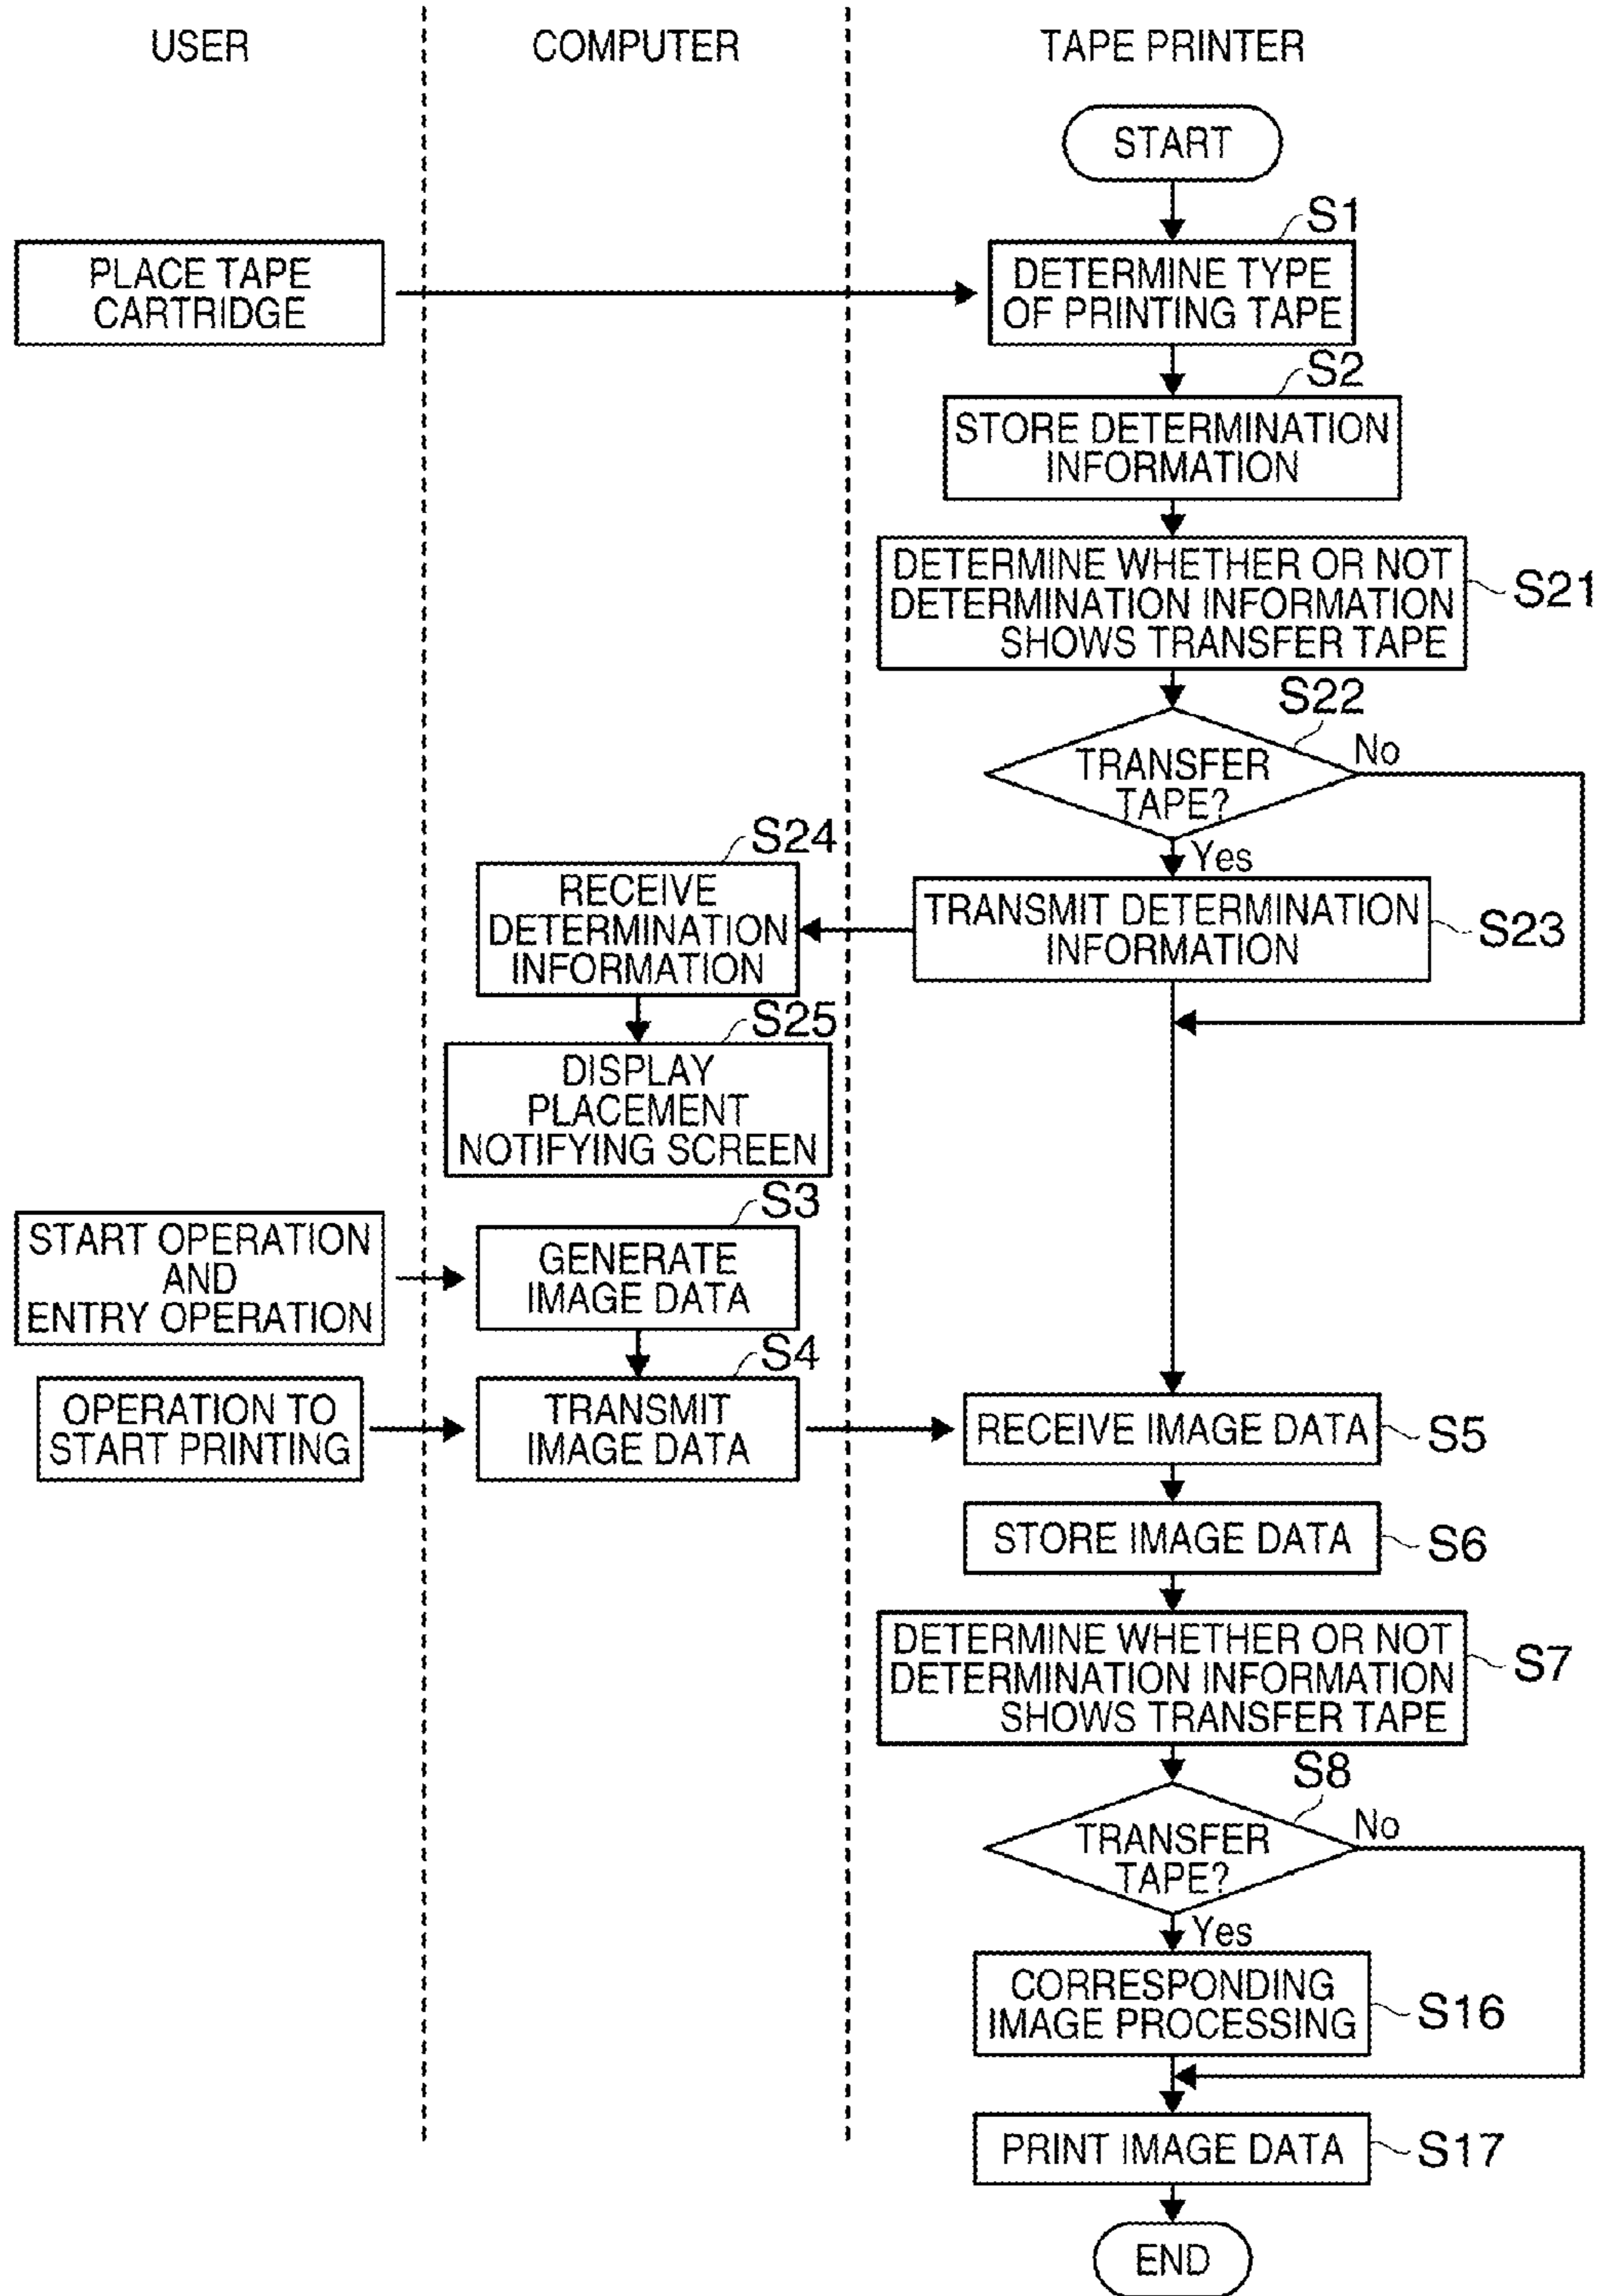 USER
COMPUTER
TAPE PRINTER
START
S1
PLACE TAPE
CARTRIDGE
DETERMINE TYPE
OF PRINTING TAPE
S2
STORE DETERMINATION
INFORMATION
DETERMINE WHETHER OR NOT
DETERMINATION INFORMATION
SHOWS TRANSFER TAPE
S21
S22
TRANSFER
TAPE?
No
Yes
S24
RECEIVE
DETERMINATION
INFORMATION
TRANSMIT DETERMINATION
INFORMATION
S23
S25
DISPLAY
PLACEMENT
NOTIFYING SCREEN
S3
START OPERATION
AND
ENTRY OPERATION
GENERATE
IMAGE DATA
S4
OPERATION TO
START PRINTING
TRANSMIT
IMAGE DATA
RECEIVE IMAGE DATA
S5
STORE IMAGE DATA
S6
DETERMINE WHETHER OR NOT
DETERMINATION INFORMATION
SHOWS TRANSFER TAPE
S7
S8
TRANSFER
TAPE?
No
Yes
CORRESPONDING
IMAGE PROCESSING
S16
PRINT IMAGE DATA
S17
END